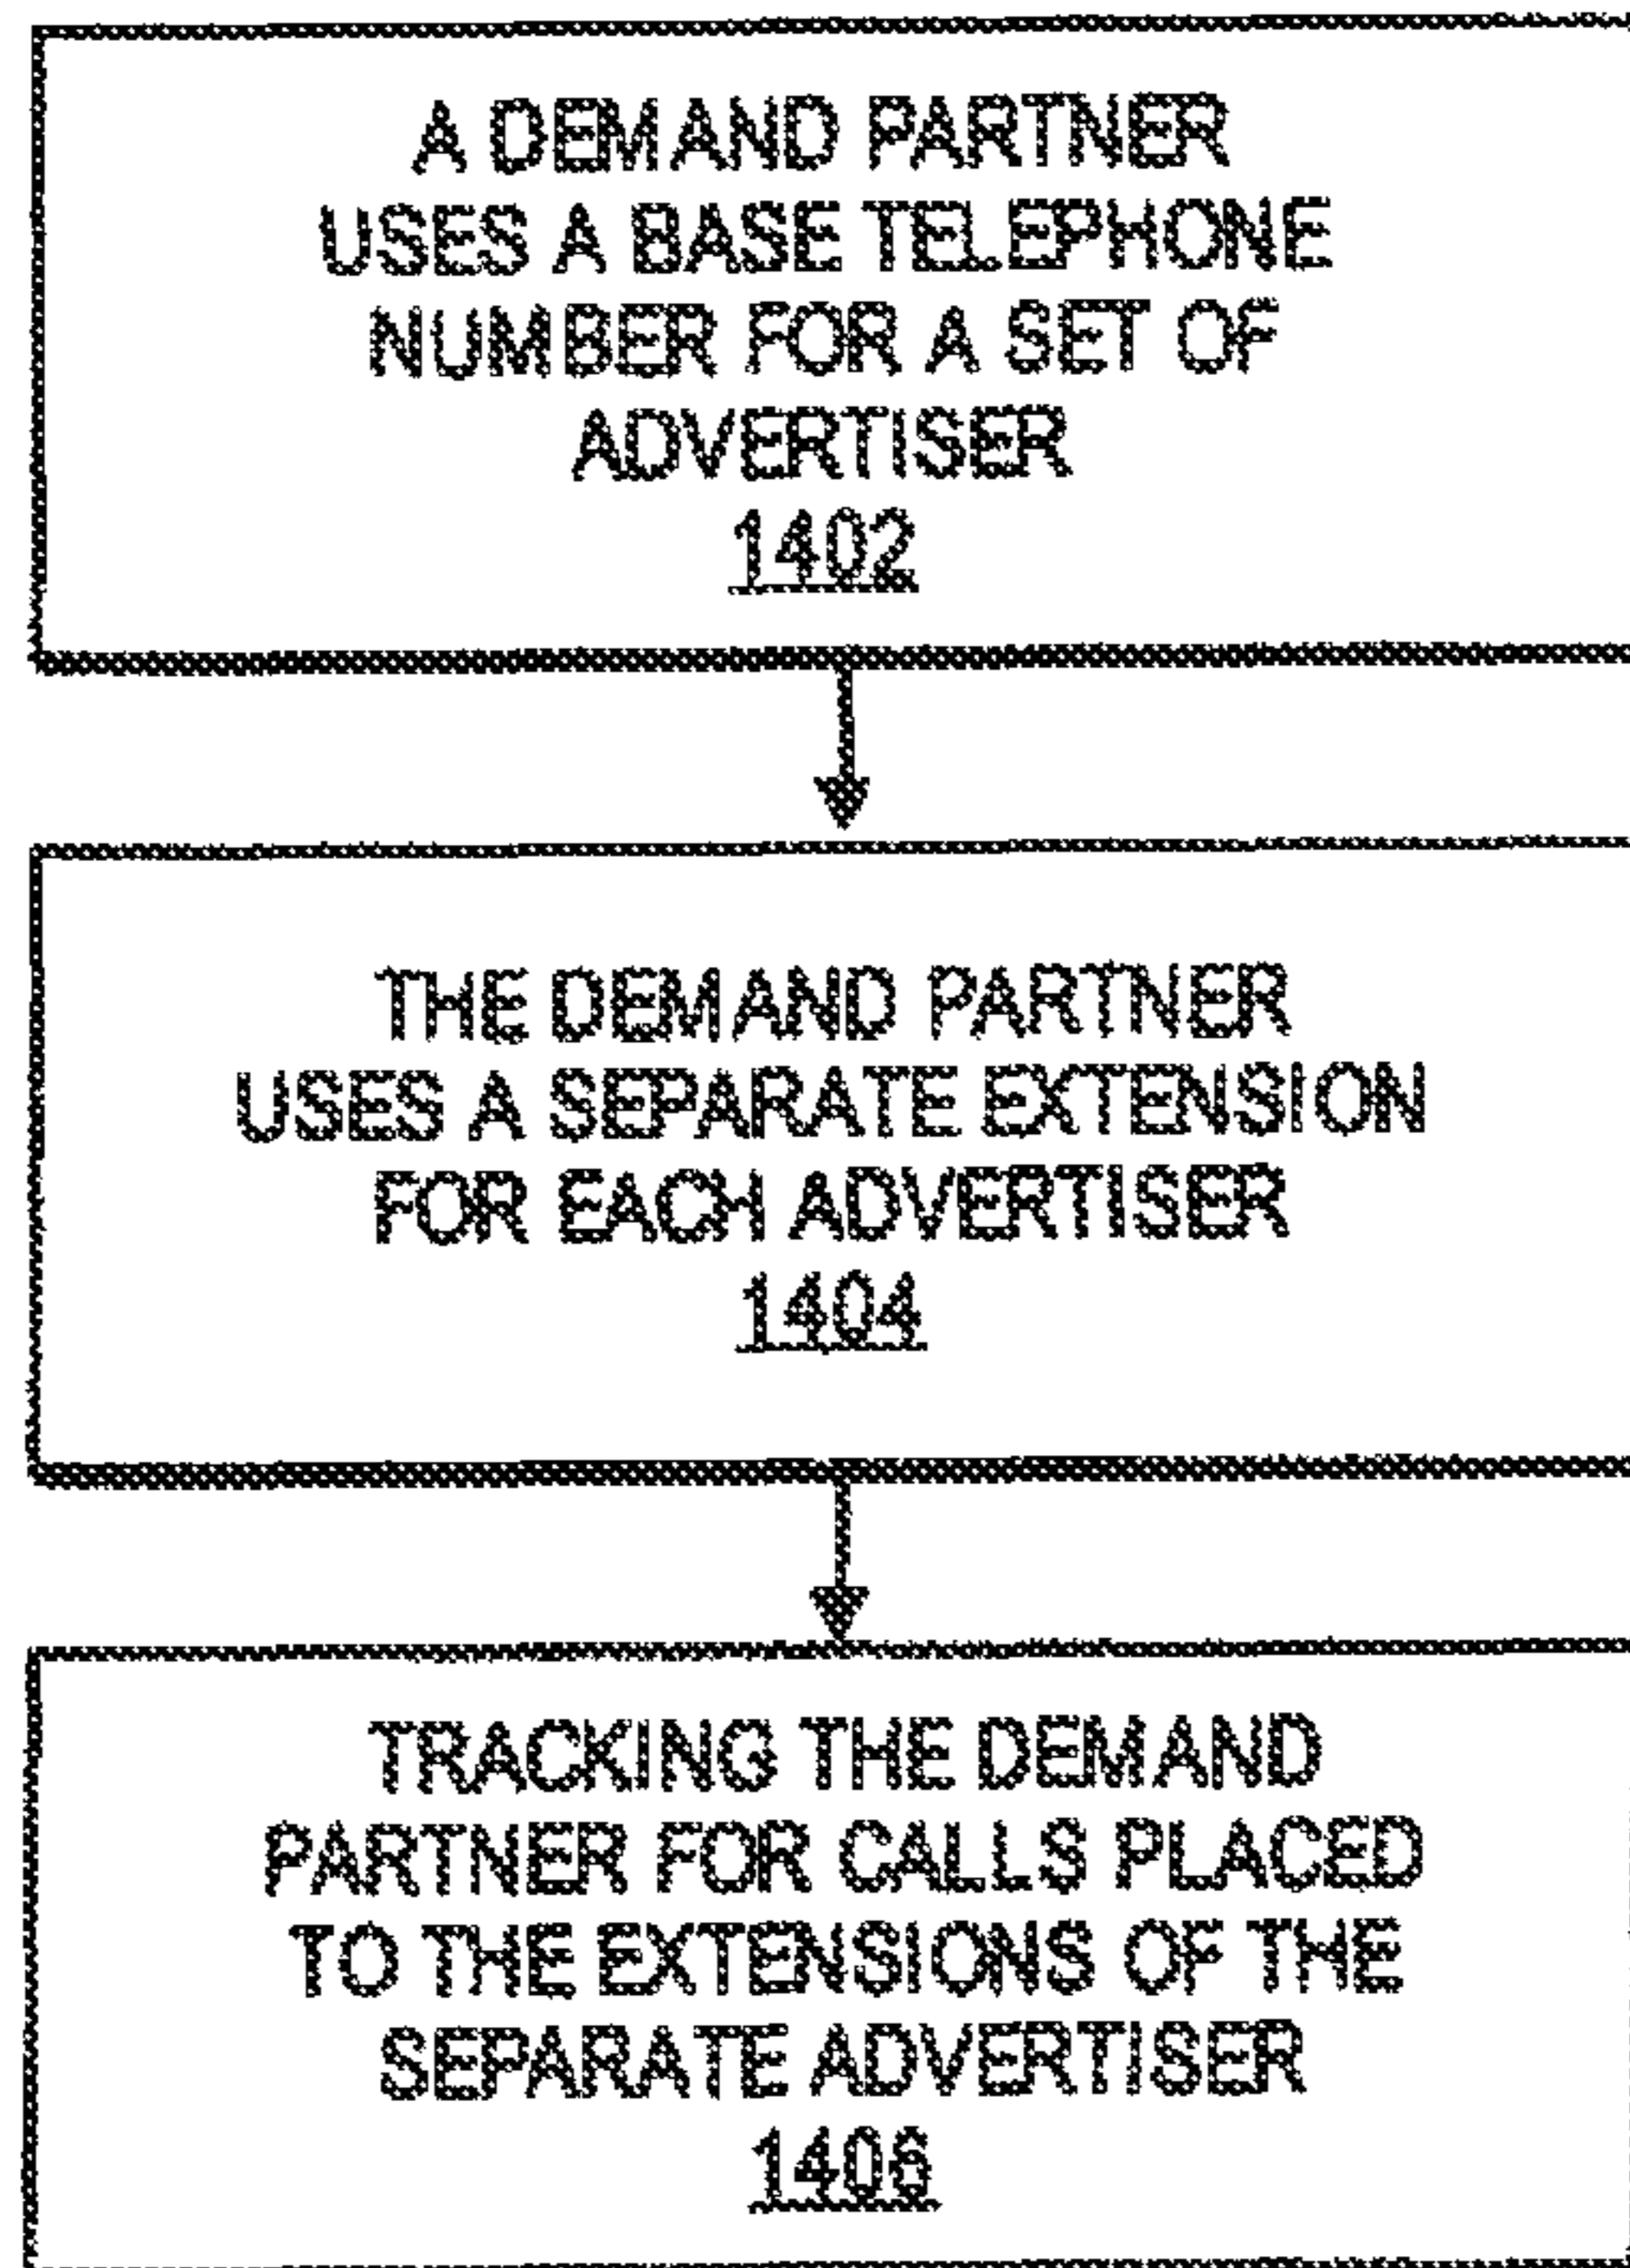 A DEMAND PARTNER
USES A BASE TELEPHONE
NUMBER FOR A SET OF
ADVERTISER
1402
THE DEMAND PARTNER
USES A SEPARATE EXTENSION
FOR EACH ADVERTISER
1404
TRACKING THE DEMAND
PARTNER FOR CALLS PLACED
TO THE EXTENSIONS OF THE
SEPARATE ADVERTISER
1406